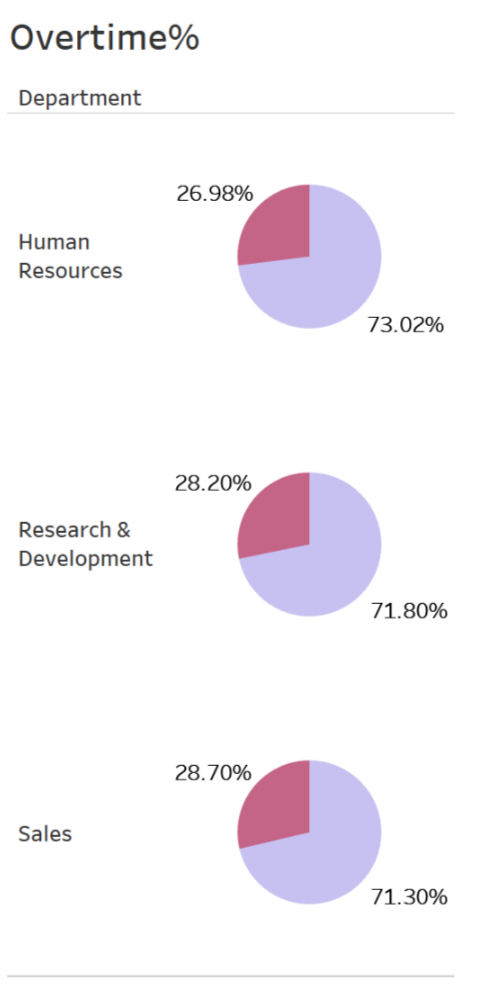 Overtime%
Department
26.98%
Human
Resources
73.02%
28.20%
Research &
Development
71.80%
28.70%
Sales
71.30%